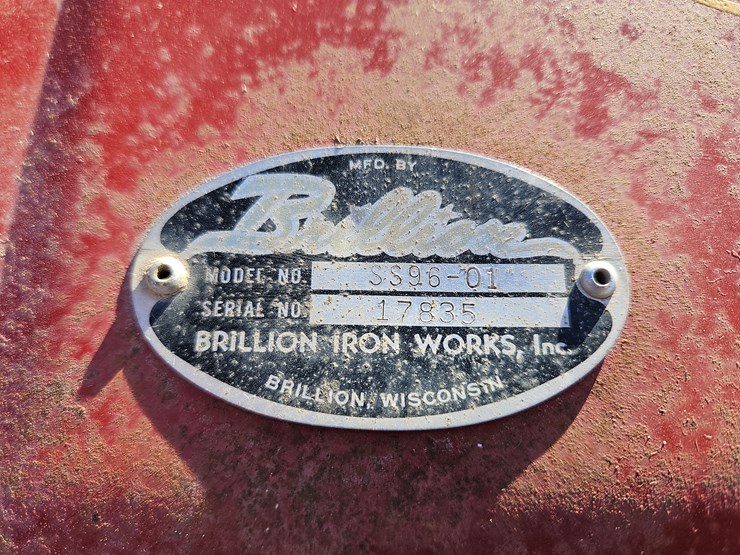 MFD. BY
Brillion
MODEL NO. SS96-01
SERIAL NO. 17835
BRILLION IRON WORKS, Inc.
BRILLION, WISCONSIN